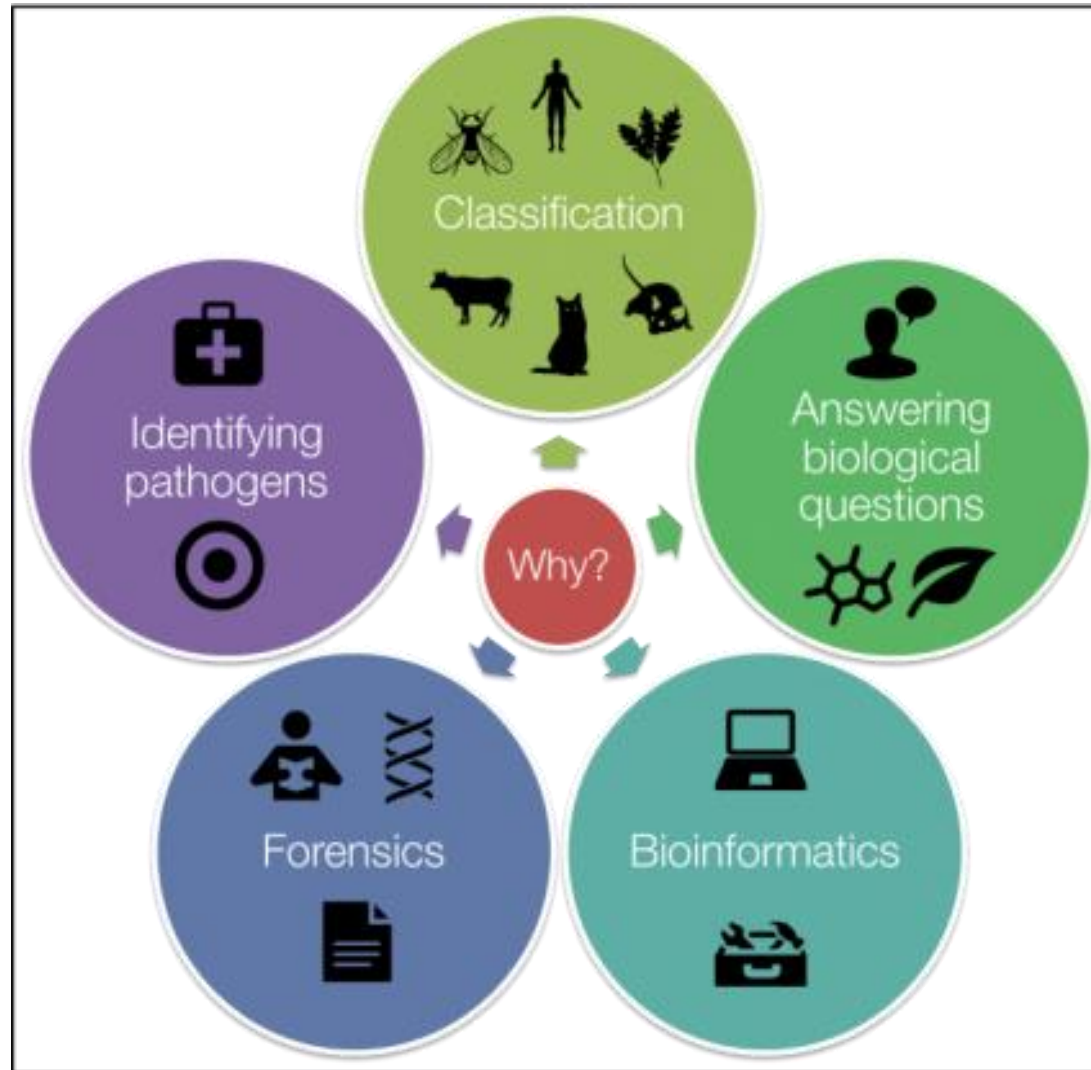 Classification
Identifying
pathogens
Answering
biological
questions
Why?
Forensics
Bioinformatics